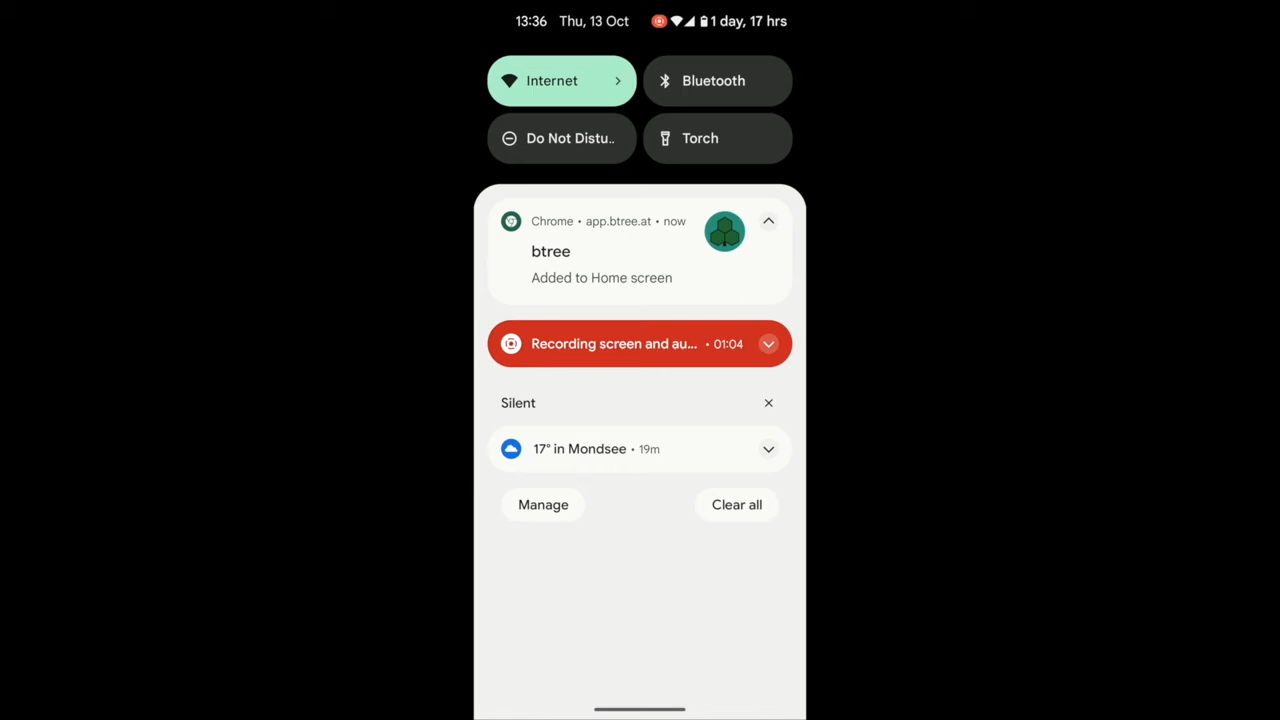 13:36 Thu, 13 Oct 1 day, 17 hrs
Internet
Bluetooth
Do Not Distu..
Torch
Chrome • app.btree.at • now
btree
Added to Home screen
Recording screen and au... • 01:04
Silent
17° in Mondsee • 19m
Manage
Clear all